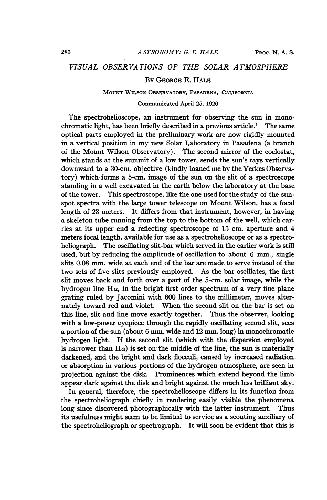 286 ASTRONOMY: G. E. HALE PROC. N. A. S.
VISUAL OBSERVATIONS OF THE SOLAR ATMOSPHERE
BY GEORGE E. HALE
MOUNT WILSON OBSERVATORY, PASADENA, CALIFORNIA
Communicated April 25, 1926
The spectrohelioscope, an instrument for observing the sun in mono-
chromatic light, has been briefly described in a previous article.¹ The same
optical parts employed in the preliminary work are now rigidly mounted
in a vertical position in my new Solar Laboratory in Pasadena (a branch
of the Mount Wilson Observatory). The second mirror of the coelostat,
which stands at the summit of a low tower, sends the sun's rays vertically
downward to a 30-cm. objective (kindly loaned me by the Yerkes Observa-
tory) which forms a 5-cm. image of the sun on the slit of a spectroscope
standing in a well excavated in the earth below the laboratory at the base
of the tower. This spectroscope, like the one used for the study of the sun-
spot spectra with the large tower telescope on Mount Wilson, has a focal
length of 23 meters. It differs from that instrument, however, in having
a skeleton tube running from the top to the bottom of the well, which car-
ries at its upper end a reflecting spectroscope of 15 cm. aperture and 4
meters focal length, available for use as a spectrohelioscope or as a spectro-
heliograph. The oscillating slit-bar which served in the earlier work is still
used, but by reducing the amplitude of oscillation to about 6 mm., single
slits 0.08 mm. wide at each end of the bar are made to serve instead of the
two sets of five slits previously employed. As the bar oscillates, the first
slit moves back and forth over a part of the 5-cm. solar image, while the
hydrogen line Hα, in the bright first order spectrum of a very fine plane
grating ruled by Jacomini with 600 lines to the millimeter, moves alter-
nately toward red and violet. When the second slit on the bar is set on
this line, slit and line move exactly together. Thus the observer, looking
with a low-power eyepiece through the rapidly oscillating second slit, sees
a portion of the sun (about 6 mm. wide and 12 mm. long) in monochromatic
hydrogen light. If the second slit (which with the dispersion employed
is narrower than Hα) is set on the middle of the line, the sun is materially
darkened, and the bright and dark flocculi, caused by increased radiation
or absorption in various portions of the hydrogen atmosphere, are seen in
projection against the disk. Prominences which extend beyond the limb
appear dark against the disk and bright against the much less brilliant sky.
In general, therefore, the spectrohelioscope differs in its function from
the spectroheliograph chiefly in rendering easily visible the phenomena
long since discovered photographically with the latter instrument. Thus
its usefulness might seem to be limited to service as a scouting auxiliary of
the spectroheliograph or spectrograph. It will soon be evident that this is